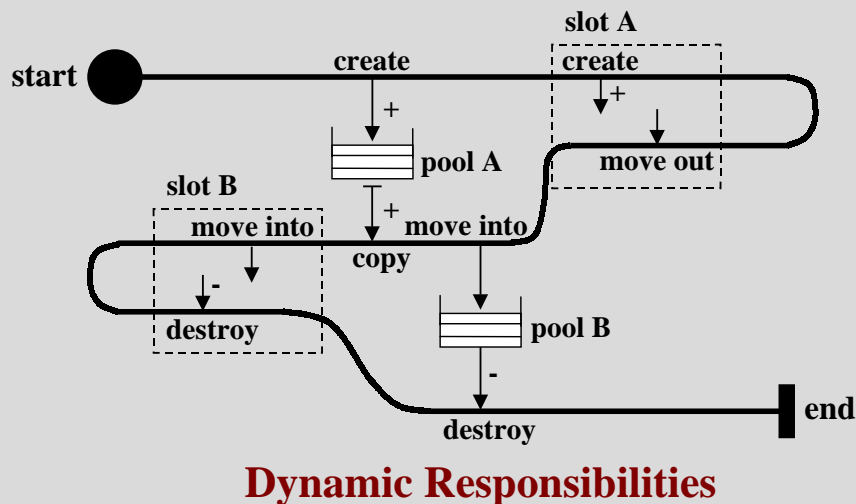 slot A
start
create
create
+
+
pool A
move out
slot B
+
move into
move into
copy
-
destroy
pool B
-
end
destroy
Dynamic Responsibilities